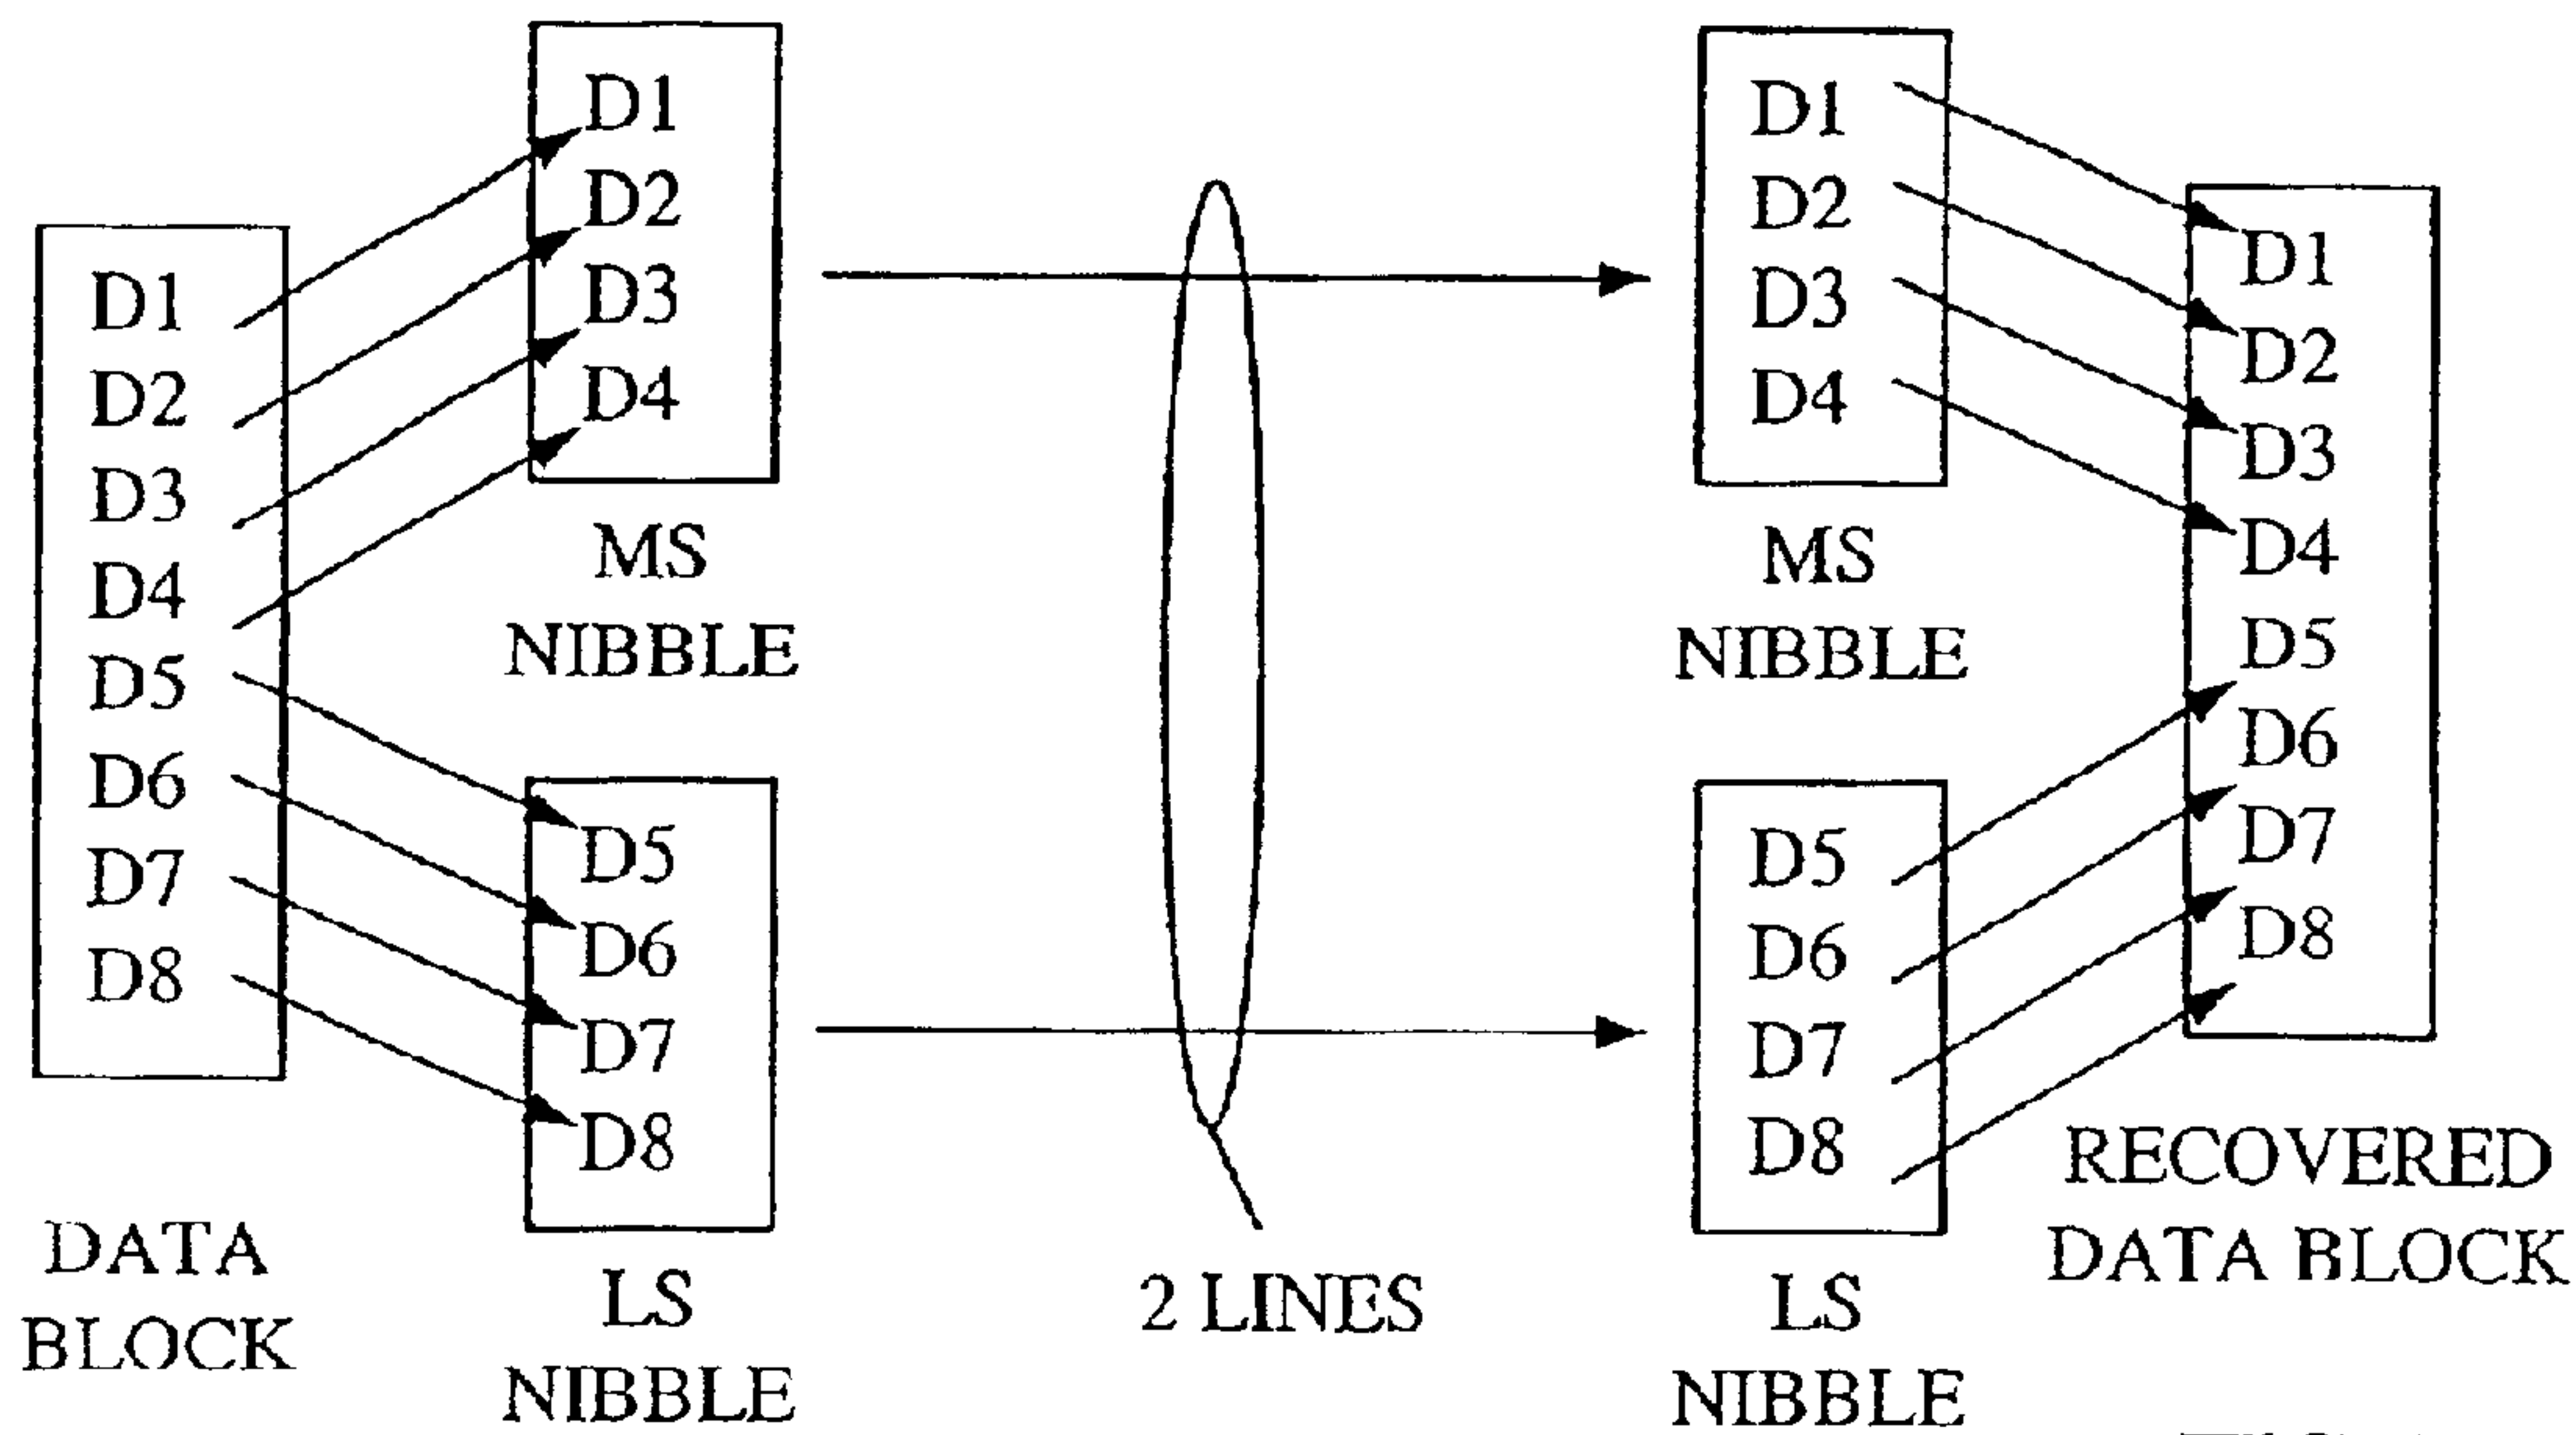 D1
D2
D3
D4
D5
D6
D7
D8
DATA
BLOCK
D1
D2
D3
D4
MS
NIBBLE
D5
D6
D7
D8
LS
NIBBLE
2 LINES
D1
D2
D3
D4
MS
NIBBLE
D5
D6
D7
D8
LS
NIBBLE
D1
D2
D3
D4
D5
D6
D7
D8
RECOVERED
DATA BLOCK